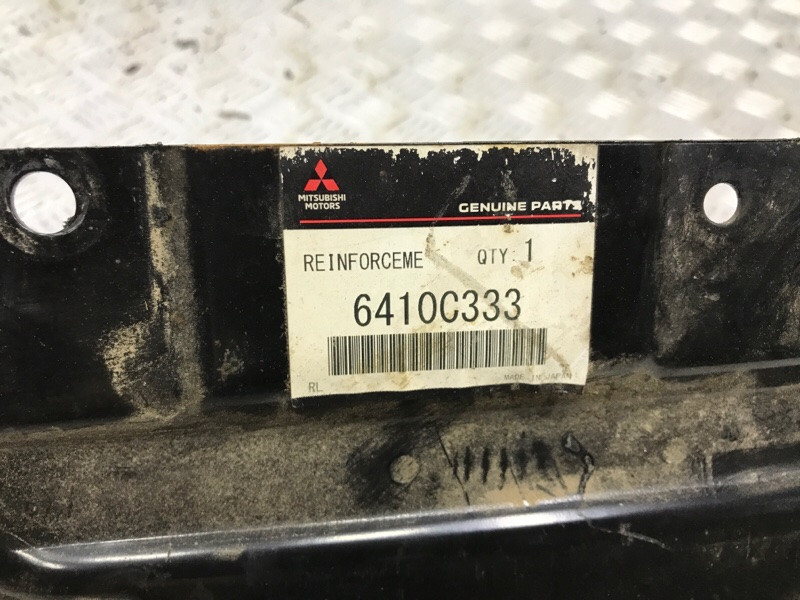 MITSUBISHI
MOTORS
GENUINE PARTS
REINFORCEME QTY: 1
6410C333
RL
MADE IN JAPAN